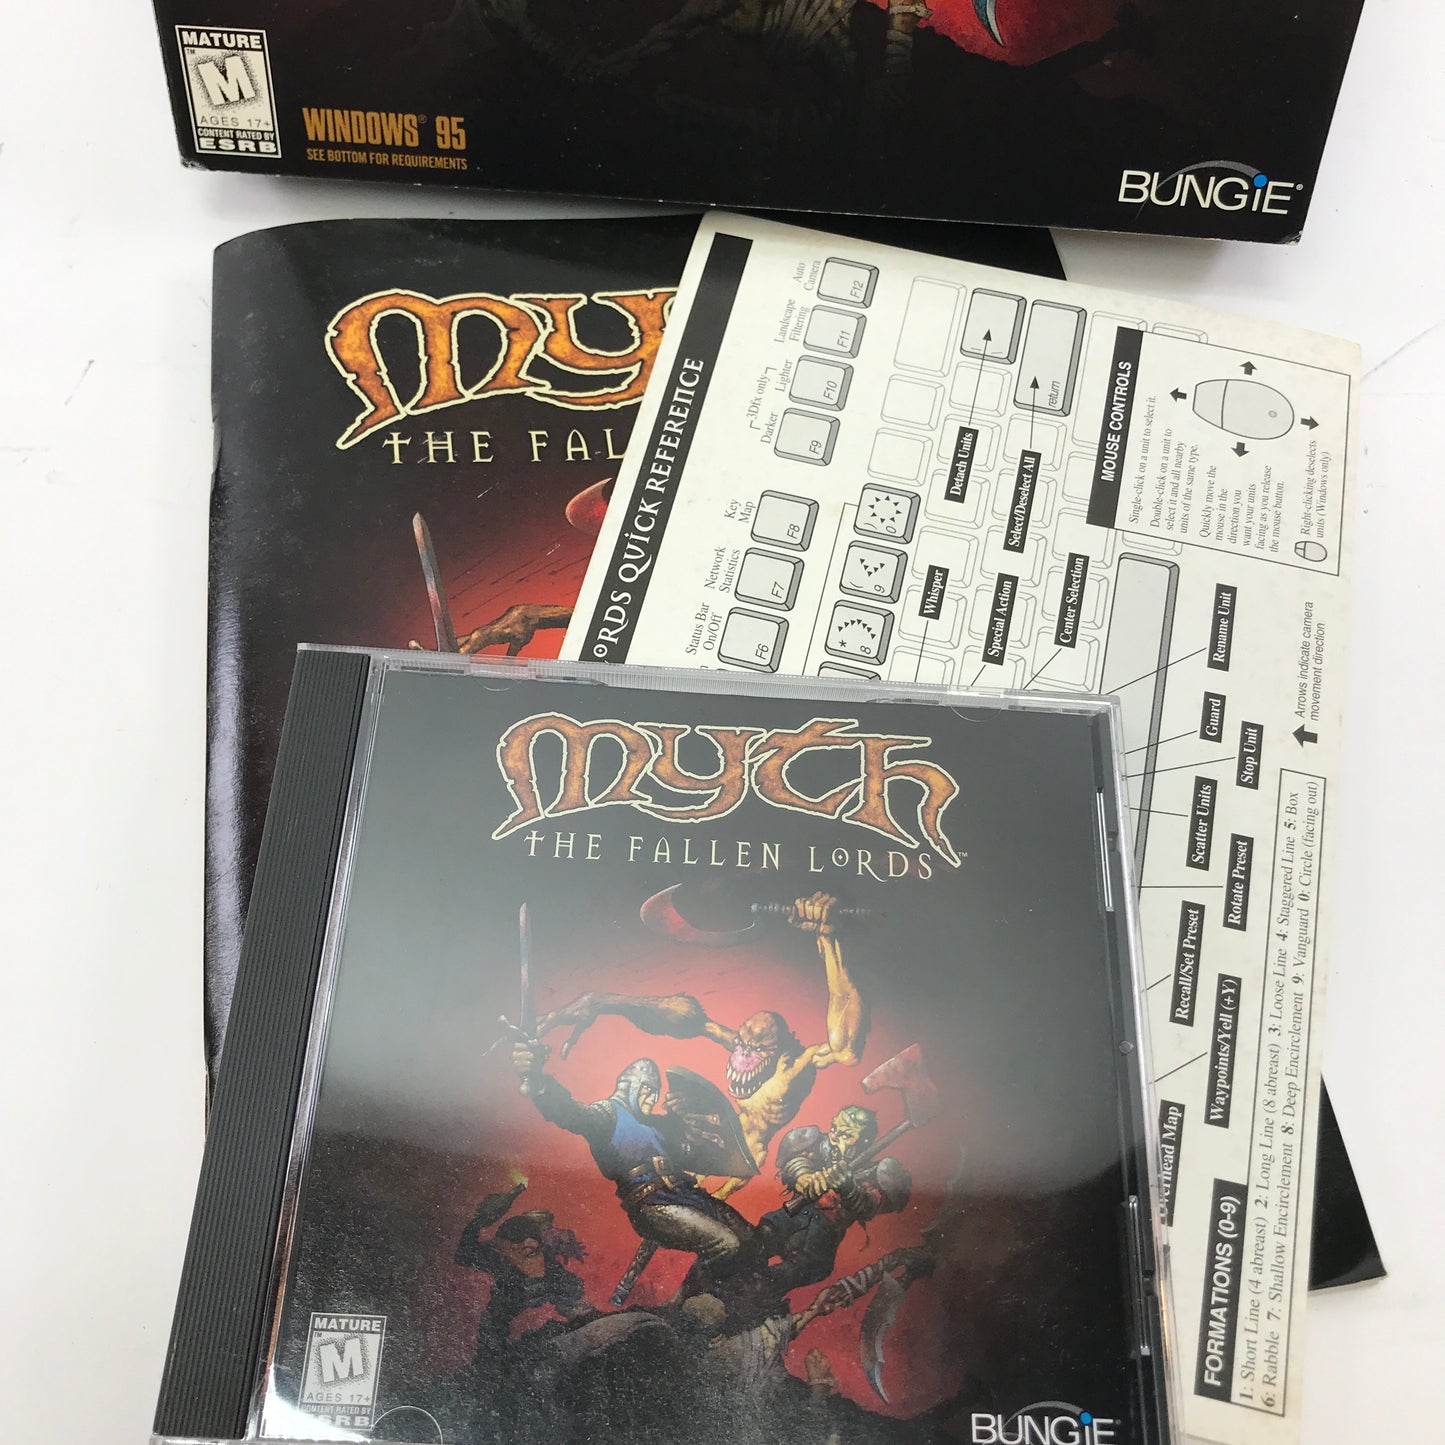 MATURE
M
AGES 17+
CONTENT RATED BY
ESRB
WINDOWS® 95
SEE BOTTOM FOR REQUIREMENTS
BUNGiE®
THE FAL
LORDS QUICK REFERENCE
Auto
Camera
F12
Landscape
Filtering
F11
3Dfx only
Lighter
F10
Darker
F9
Key
Map
F8
Network
Statistics
F7
Status Bar
On/Off
F6
return
0
9
*
8
Detach Units
Select/Deselect All
Whisper
Special Action
Center Selection
MOUSE CONTROLS
Single-click on a unit to select it.
Double-click on a unit to
select it and all nearby
units of the same type.
Quickly move the
mouse in the
direction you
want your units
facing as you release
the mouse button.
Right-clicking deselects
units (Windows only)
Rename Unit
Guard
Stop Unit
Scatter Units
Rotate Preset
Recall/Set Preset
Waypoints/Yell (+Y)
Overhead Map
Arrows indicate camera
movement direction
FORMATIONS (0-9)
1: Short Line (4 abreast) 2: Long Line (8 abreast) 3: Loose Line 4: Staggered Line 5: Box
6: Rabble 7: Shallow Encirclement 8: Deep Encirclement 9: Vanguard 0: Circle (facing out)
Myth
THE FALLEN LORDS™
MATURE
M
AGES 17+
CONTENT RATED BY
ESRB
BUNGiE